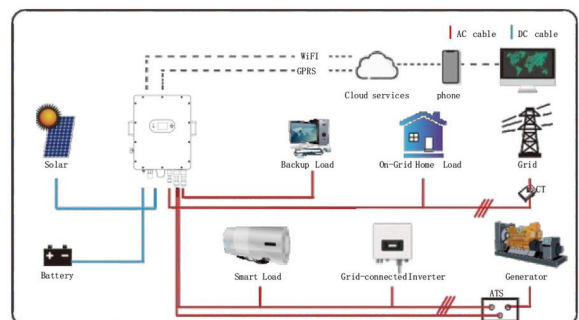 AC cable
DC cable
WiFI
GPRS
Cloud services
phone
Solar
Backup Load
On-Grid Home Load
Grid
CT
Battery
Smart Load
Grid-connectedInverter
Generator
ATS